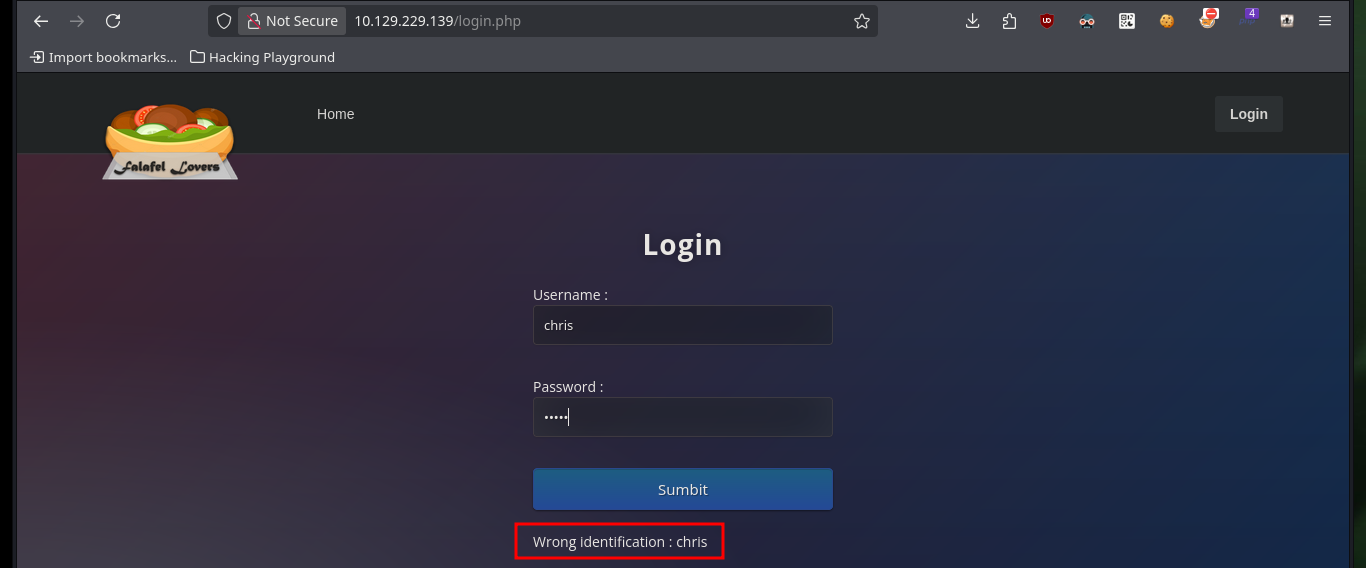 Not Secure 10.129.229.139/login.php
Import bookmarks... Hacking Playground
Home Login
Falafel Lovers
Login
Username :
chris
Password :
•••••
Sumbit
Wrong identification : chris